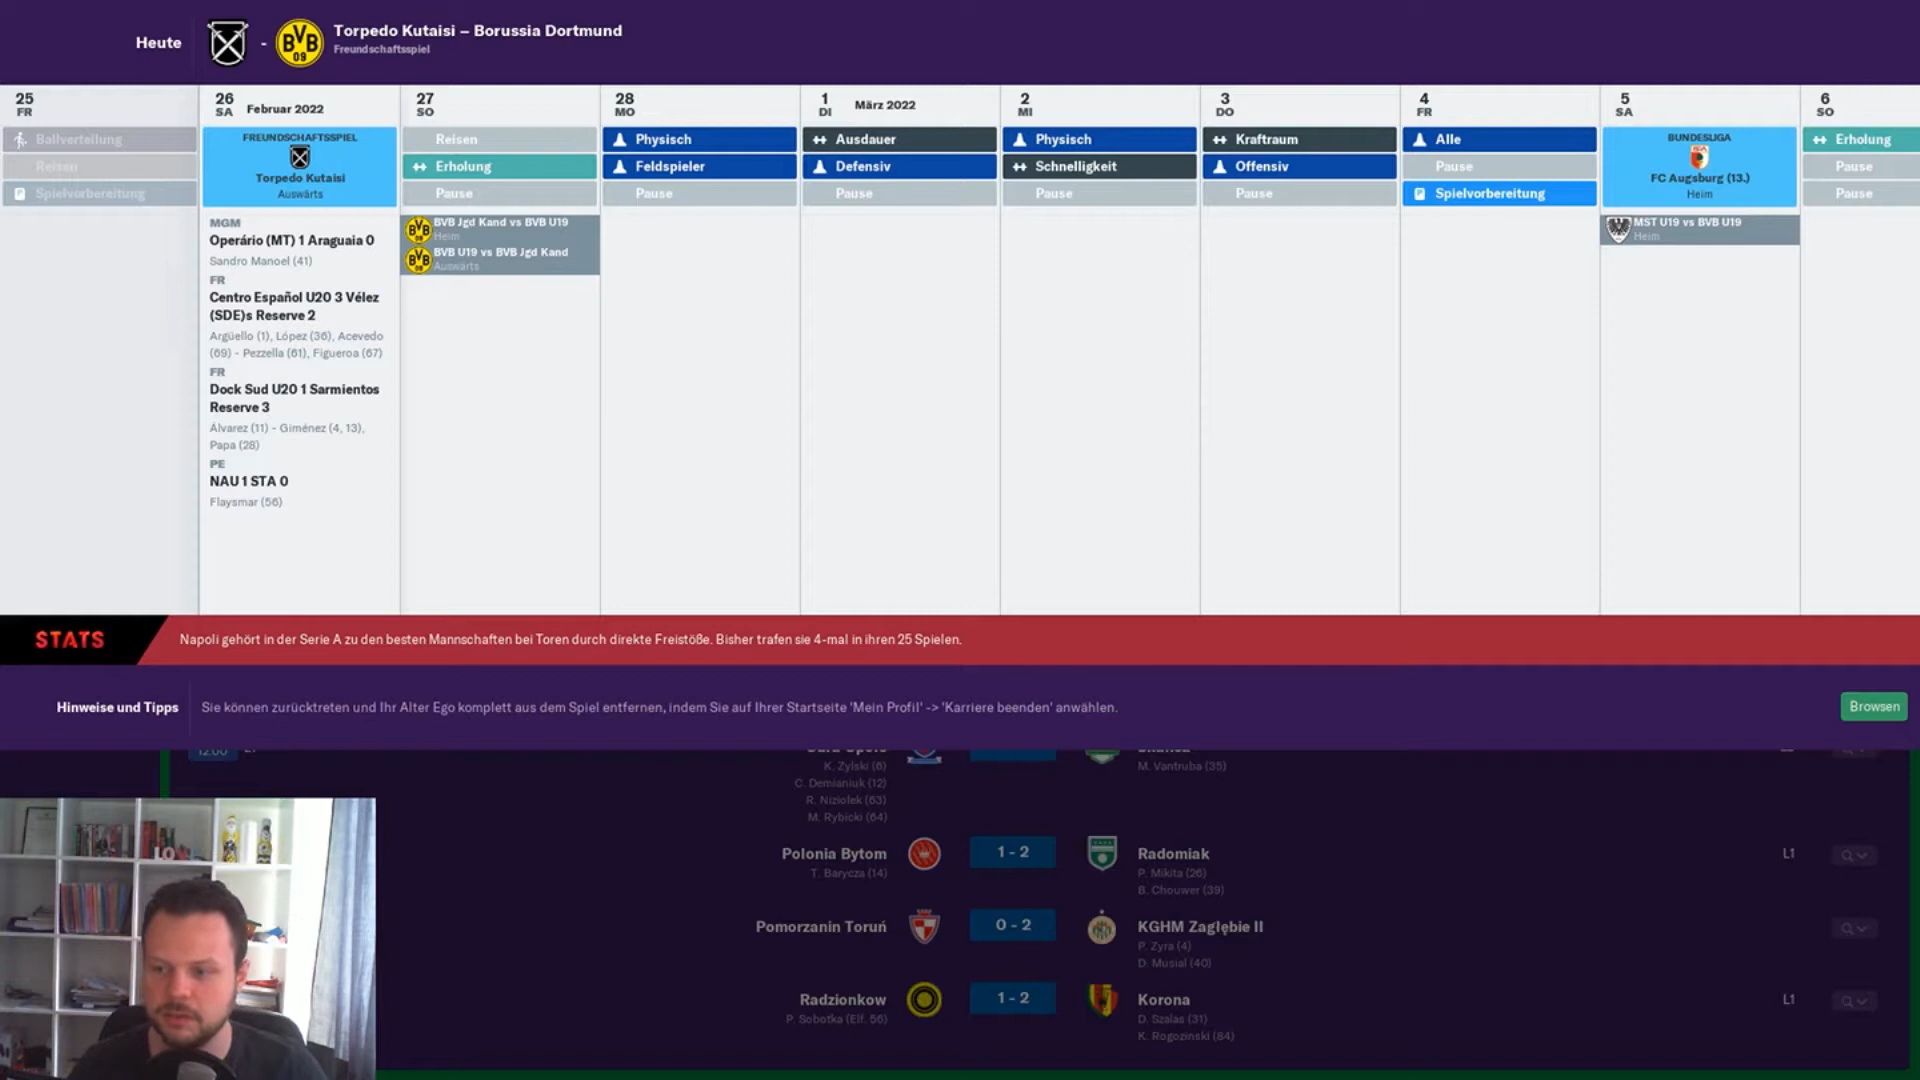 Heute
Torpedo Kutaisi – Borussia Dortmund
Freundschaftsspiel
25
FR
Ballverteilung
Reisen
Spielvorbereitung
26
SA
Februar 2022
FREUNDSCHAFTSSPIEL
Torpedo Kutaisi
Auswärts
MGM
Operário (MT) 1 Araguaia 0
Sandro Manoel (41)
FR
Centro Español U20 3 Vélez
(SDE)s Reserve 2
Argüello (1), López (36), Acevedo
(69) - Pezzella (61), Figueroa (67)
FR
Dock Sud U20 1 Sarmientos
Reserve 3
Álvarez (11) - Giménez (4, 13),
Papa (28)
PE
NAU 1 STA 0
Flaysmar (56)
27
SO
Reisen
Erholung
Pause
BVB Jgd Kand vs BVB U19
Heim
BVB U19 vs BVB Jgd Kand
Auswärts
28
MO
Physisch
Feldspieler
Pause
1
DI
März 2022
Ausdauer
Defensiv
Pause
2
MI
Physisch
Schnelligkeit
Pause
3
DO
Kraftraum
Offensiv
Pause
4
FR
Alle
Pause
Spielvorbereitung
5
SA
BUNDESLIGA
FC Augsburg (13.)
Heim
MST U19 vs BVB U19
Heim
6
SO
Erholung
Pause
Pause
STATS
Napoli gehört in der Serie A zu den besten Mannschaften bei Toren durch direkte Freistöße. Bisher trafen sie 4-mal in ihren 25 Spielen.
Hinweise und Tipps
Sie können zurücktreten und Ihr Alter Ego komplett aus dem Spiel entfernen, indem Sie auf Ihrer Startseite 'Mein Profil' -> 'Karriere beenden' anwählen.
Browsen
K. Zylski (6)
C. Demianiuk (12)
R. Niziolek (63)
M. Rybicki (64)
M. Vantruba (35)
Polonia Bytom 1 - 2 Radomiak L1
T. Barycza (14)
P. Mikita (26)
B. Chouwer (39)
Pomorzanin Toruń 0 - 2 KGHM Zagłębie II
P. Zyra (4)
D. Musial (40)
Radzionkow 1 - 2 Korona L1
P. Sobotka (Elf. 56)
D. Szalas (31)
K. Rogozinski (84)